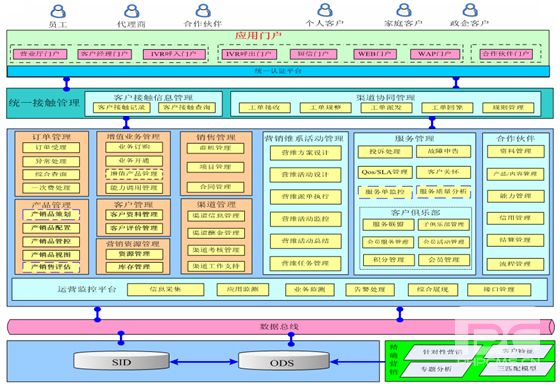 员工 代理商 合作伙伴 个人客户 家庭客户 政企客户
应用门户
营业厅门户 客户经理门户 IVR呼入门户 IVR呼出门户 短信门户 WEB门户 WAP门户 合作伙伴门户
统一认证平台
统一接触管理
客户接触信息管理
客户接触记录 客户接触查询
渠道协同管理
工单接收 工单规整 工单派发 工单回单 规则管理
订单管理
订单受理
异常处理
综合查询
一次费处理
产品管理
产销品策划
产销品配置
产销品管控
产销品视图
产销售评估
增值业务管理
业务订购
业务开通
增值产品管理
能力调用管理
客户管理
客户资料管理
客户评价管理
营销资源管理
资源管理
库存管理
销售管理
商机管理
项目管理
合同管理
渠道管理
渠道信息管理
渠道酬金管理
渠道考核管理
渠道工作支持
营销维系活动管理
营维方案设计
营维活动设计
营维派单执行
营维活动监控
营维活动总结
营维任务管理
服务管理
投诉处理 故障申告
Qos/SLA管理 客户关怀
服务单监控 服务质量分析
客户俱乐部
服务联盟 子俱乐部管理
会员服务管理 会员活动管理
积分管理 会员管理
合作伙伴
资料管理
产品/内容管理
能力管理
信用管理
结算管理
流程管理
运营监控平台 信息采集 应用监测 业务监测 告警处理 综合展现 接口管理
数据总线
SID ODS
精确营销
针对性营销 客户特征
专题分析 三匹配模型